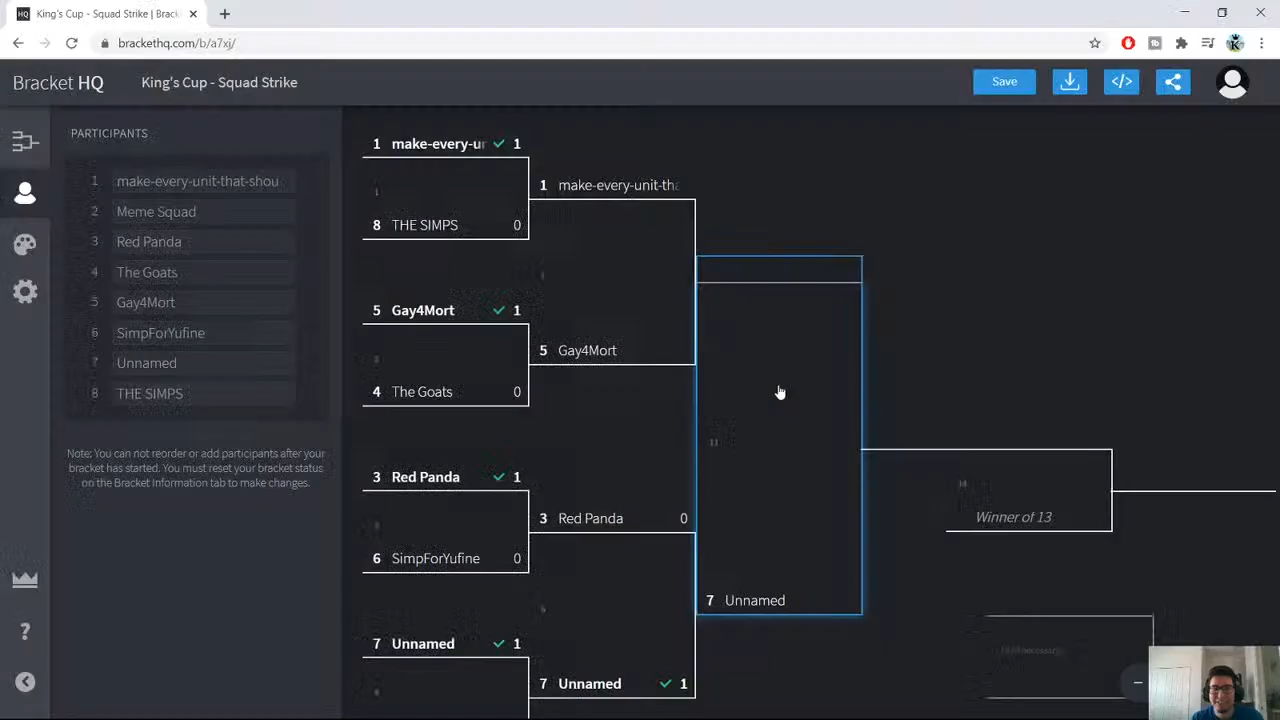 King's Cup - Squad Strike | Brack
brackethq.com/b/a7xj/
Bracket HQ
King's Cup - Squad Strike
Save
PARTICIPANTS
1 make-every-unit-that-shou
2 Meme Squad
3 Red Panda
4 The Goats
5 Gay4Mort
6 SimpForYufine
7 Unnamed
8 THE SIMPS
Note: You can not reorder or add participants after your
bracket has started. You must reset your bracket status
on the Bracket Information tab to make changes.
1 make-every-ur 1
8 THE SIMPS 0
5 Gay4Mort 1
4 The Goats 0
3 Red Panda 1
6 SimpForYufine 0
7 Unnamed 1
1 make-every-unit-tha
5 Gay4Mort
3 Red Panda 0
7 Unnamed 1
7 Unnamed
Winner of 13